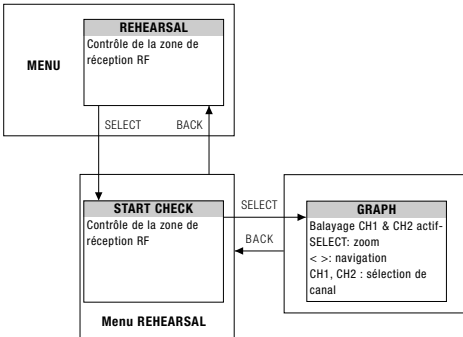 REHEARSAL
Contrôle de la zone de
réception RF
MENU
SELECT
BACK
START CHECK
Contrôle de la zone de
réception RF
Menu REHEARSAL
SELECT
BACK
GRAPH
Balayage CH1 & CH2 actif-
SELECT: zoom
< >: navigation
CH1, CH2 : sélection de
canal